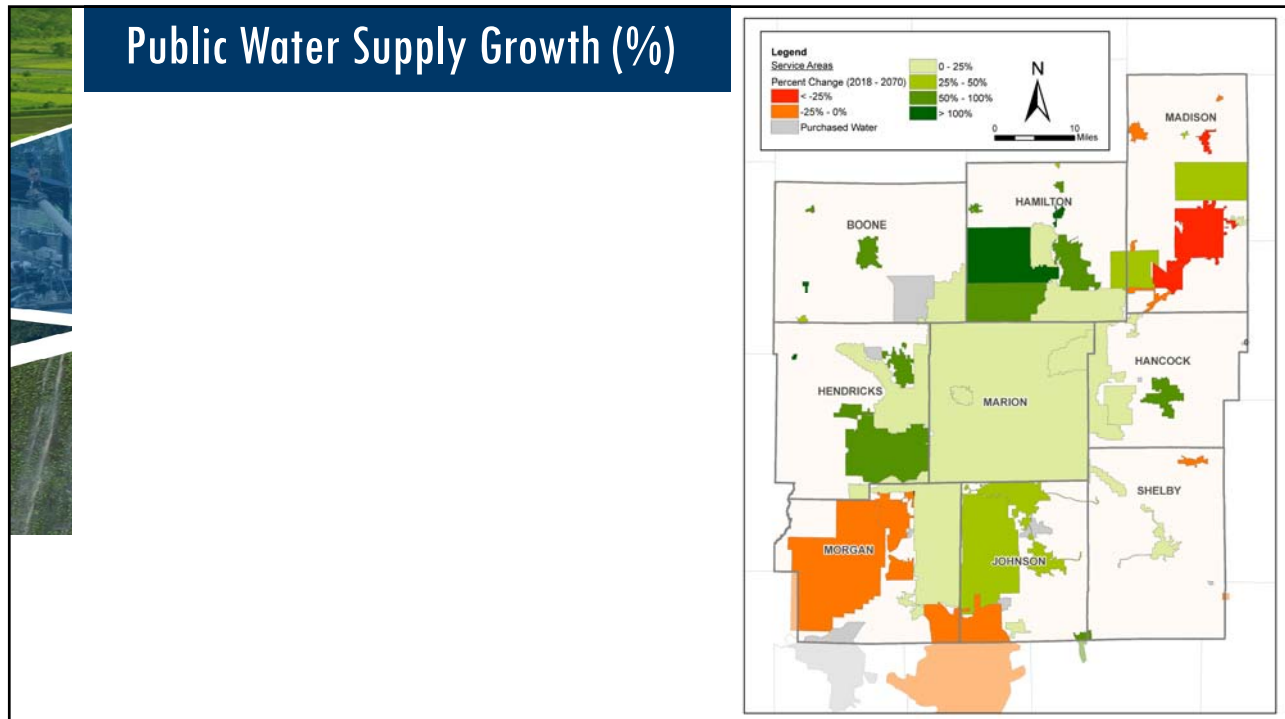 Public Water Supply Growth (%)
Legend
Service Areas
Percent Change (2018 - 2070)
< -25%
-25% - 0%
Purchased Water
0 - 25%
25% - 50%
50% - 100%
> 100%
N
0 10
Miles
MADISON
HAMILTON
BOONE
HANCOCK
HENDRICKS
MARION
SHELBY
MORGAN
JOHNSON